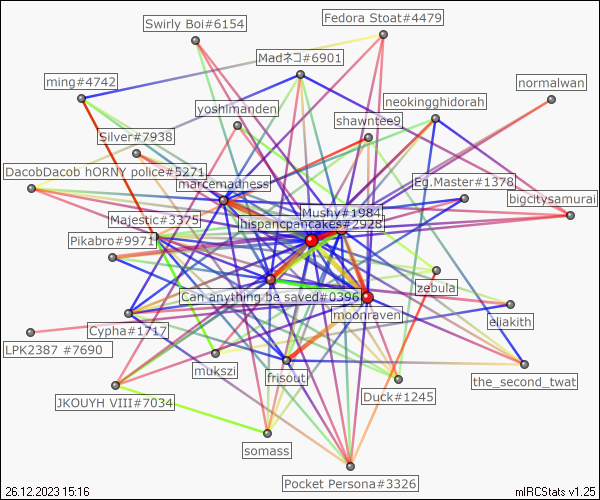 Swirly Boi#6154
Fedora Stoat#4479
Madネコ#6901
ming#4742
normalwan
yoshimanden
neokingghidorah
shawntee9
Silver#7938
DacobDacob hORNY police#5271
marcemadness
Eg.Master#1378
bigcitysamurai
Mushy#1984
Majestic#3375
hispancpancakes#2928
Pikabro#9971
zebula
Can anything be saved#0396
moonraven
eliakith
Cypha#1717
LPK2387 #7690
mukszi
frisout
the_second_twat
Duck#1245
JKOUYH VIII#7034
somass
Pocket Persona#3326
26.12.2023 15:16
mIRCStats v1.25